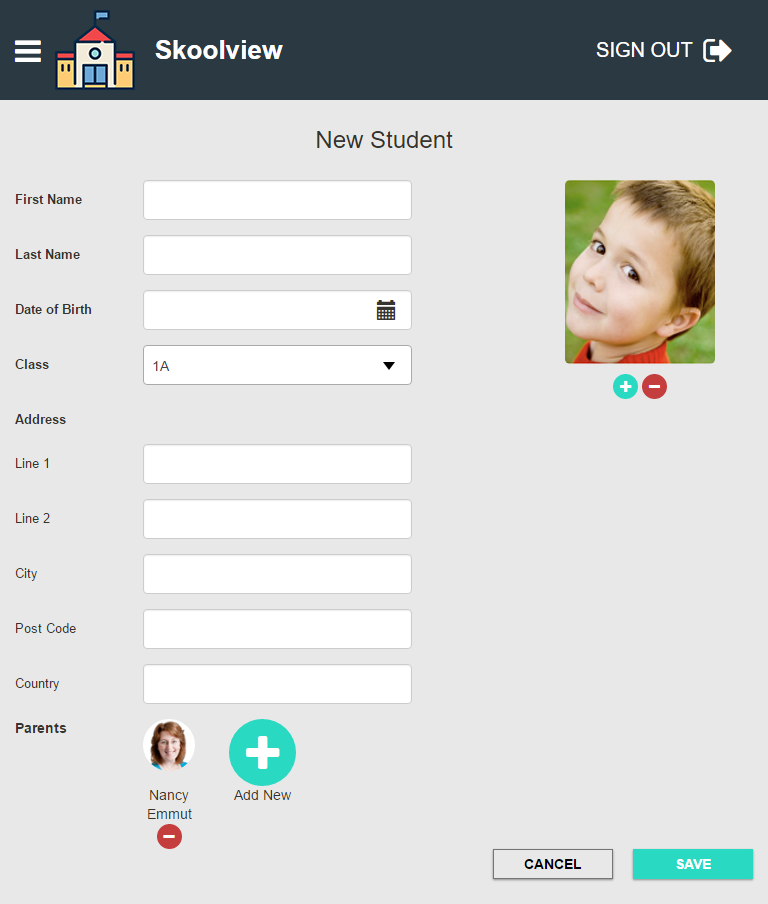 Skoolview
SIGN OUT
New Student
First Name
Last Name
Date of Birth
Class
1A
Address
Line 1
Line 2
City
Post Code
Country
Parents
Nancy
Emmut
Add New
CANCEL
SAVE